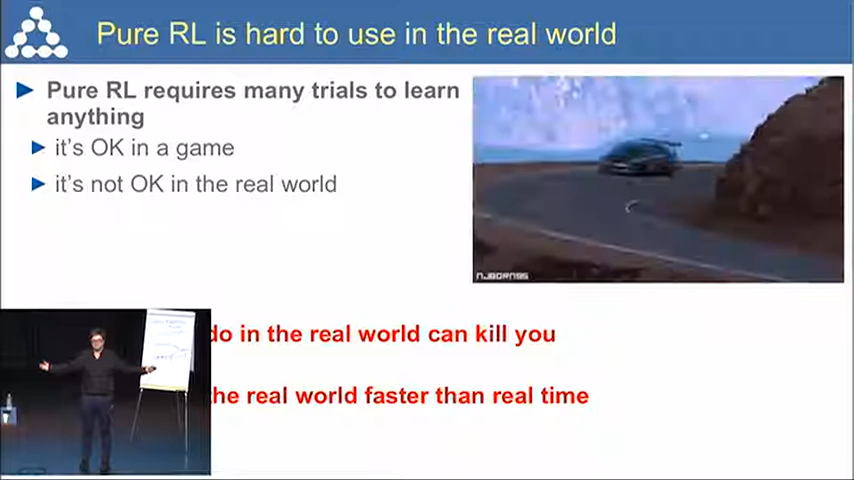 Pure RL is hard to use in the real world
Pure RL requires many trials to learn
anything
it's OK in a game
it's not OK in the real world
NJBORN95
do in the real world can kill you
the real world faster than real time